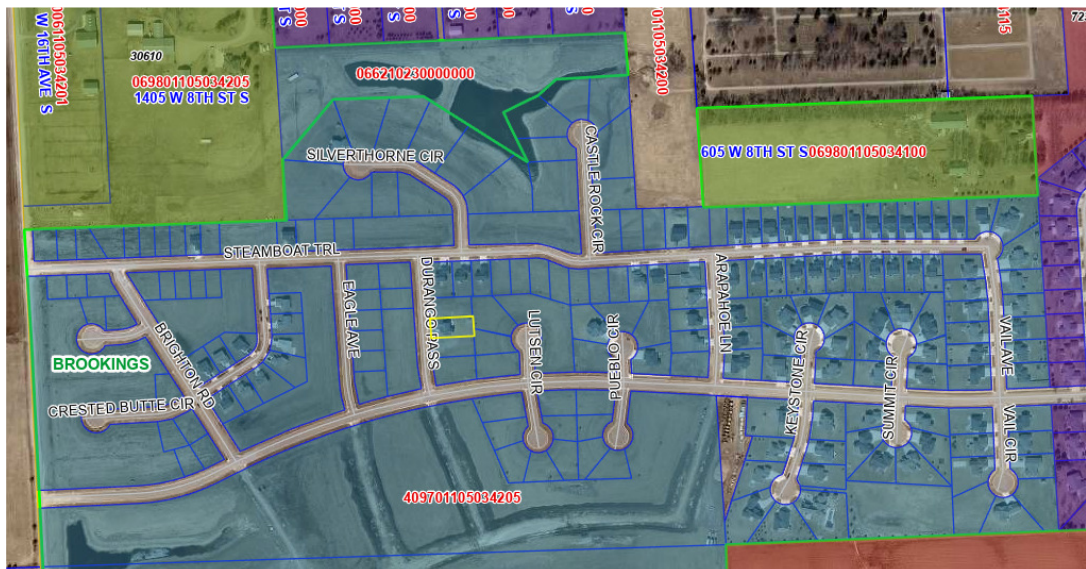 W 16TH AVE S
30610
069801105034205
1405 W 8TH ST S
066210230000000
605 W 8TH ST S
069801105034100
SILVERTHORNE CIR
CASTLE ROCK CIR
STEAMBOAT TRL
EAGLE AVE
DURANGO PASS
ARAPAHOE LN
BRIGHTON RD
LUTSEN CIR
PUEBLO CIR
KEYSTONE CIR
SUMMIT CIR
VAIL AVE
BROOKINGS
CRESTED BUTTE CIR
VAIL CIR
409701105034205